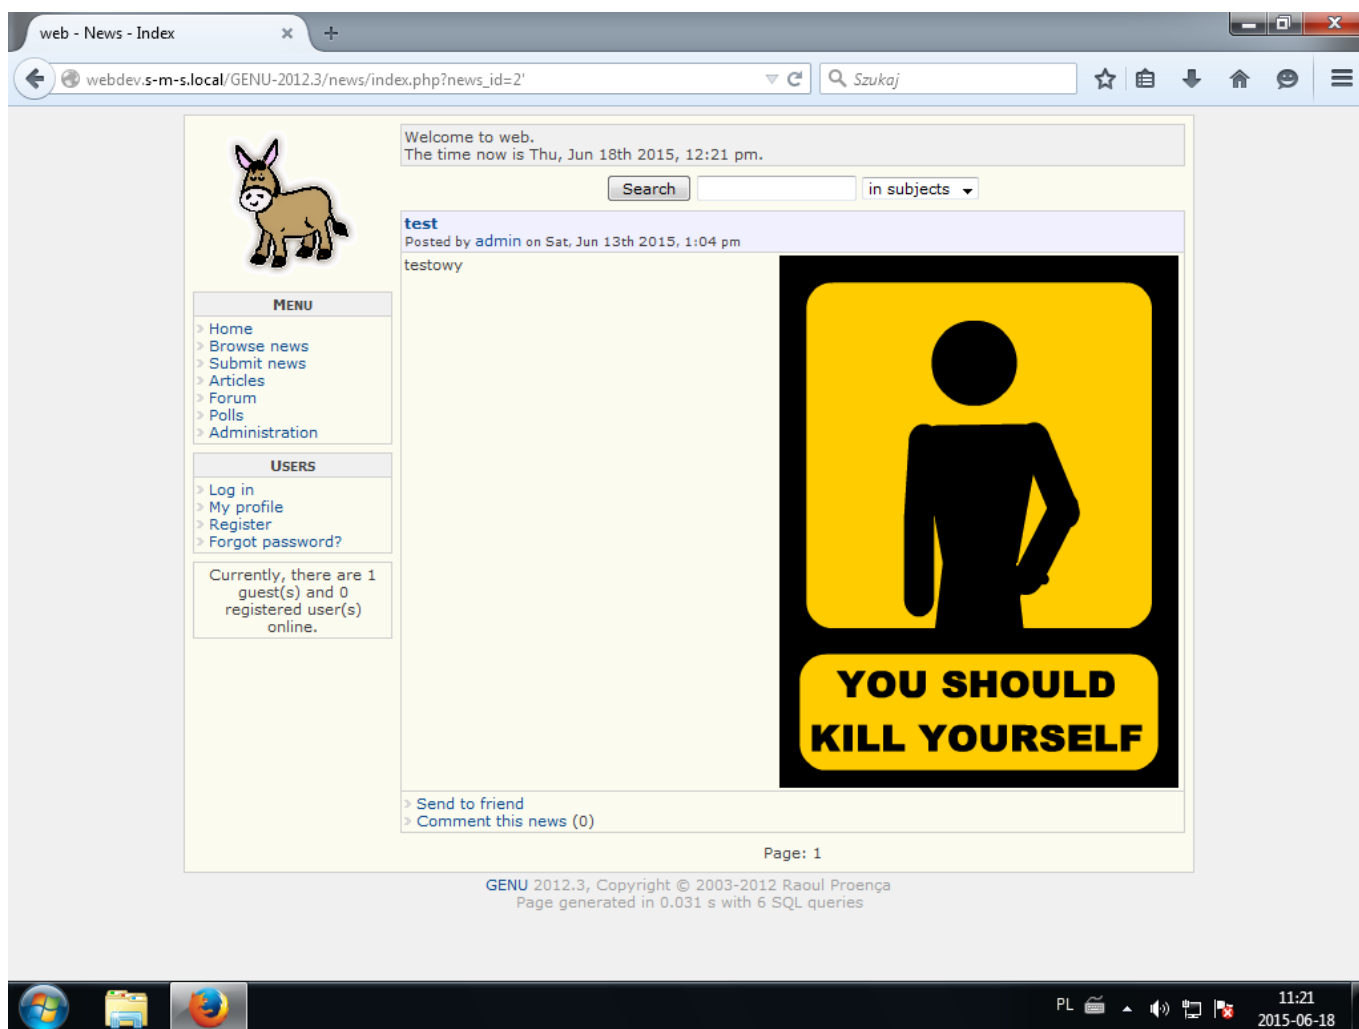 web - News - Index
webdev.s-m-s.local/GENU-2012.3/news/index.php?news_id=2'
Szukaj
Welcome to web.
The time now is Thu, Jun 18th 2015, 12:21 pm.
Search
in subjects
test
Posted by admin on Sat, Jun 13th 2015, 1:04 pm
testowy
YOU SHOULD
KILL YOURSELF
Send to friend
Comment this news (0)
Page: 1
MENU
Home
Browse news
Submit news
Articles
Forum
Polls
Administration
USERS
Log in
My profile
Register
Forgot password?
Currently, there are 1
guest(s) and 0
registered user(s)
online.
GENU 2012.3, Copyright © 2003-2012 Raoul Proença
Page generated in 0.031 s with 6 SQL queries
PL
11:21
2015-06-18